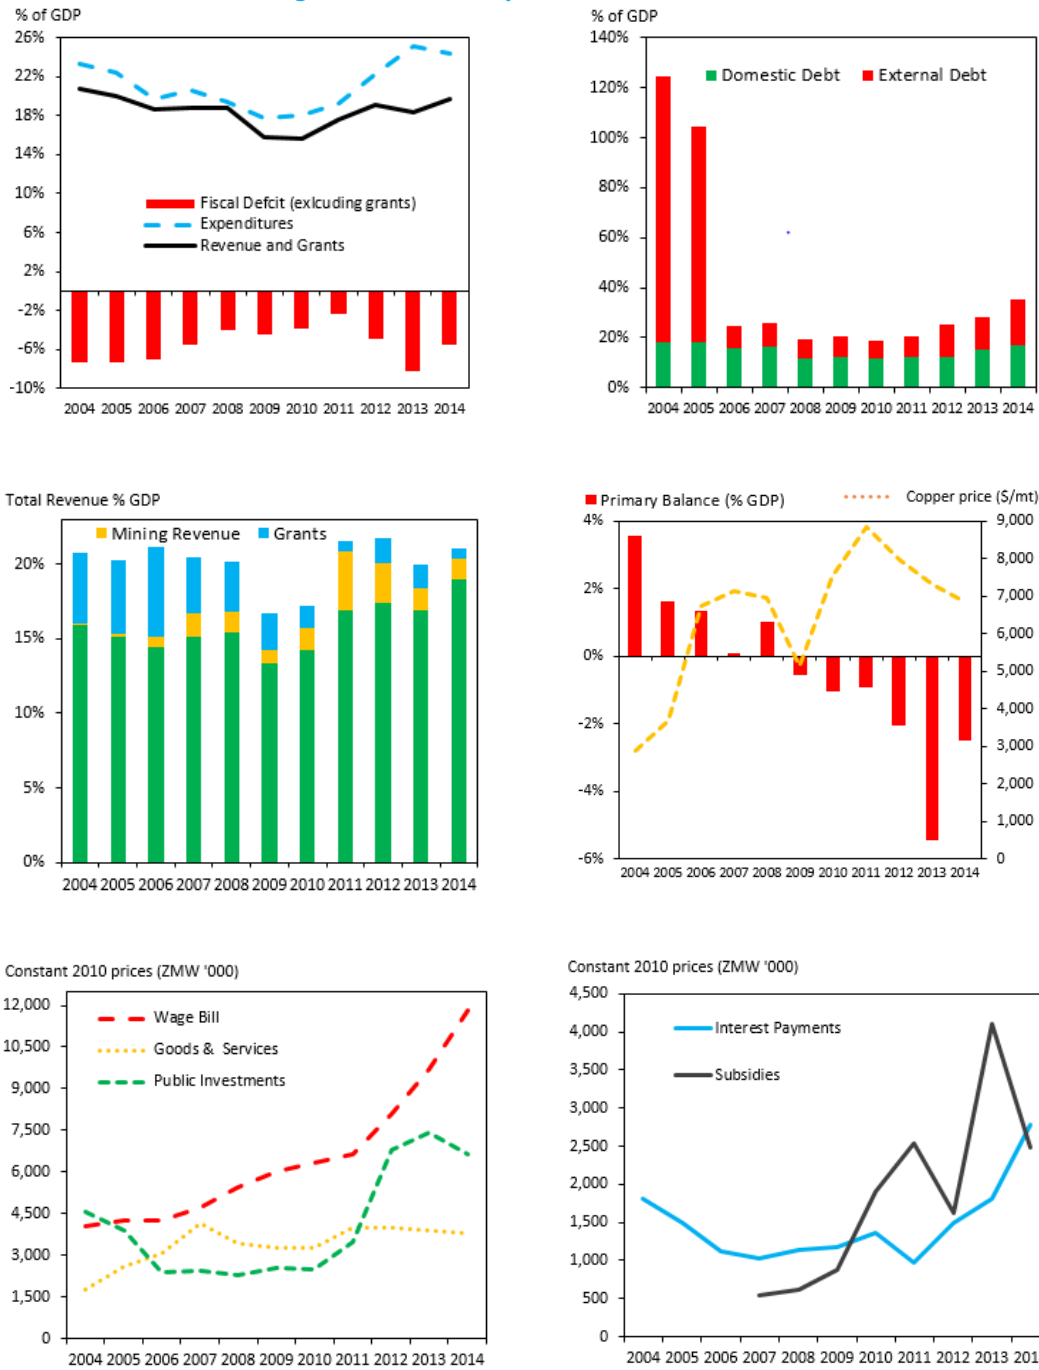 % of GDP
26%
22%
18%
14%
10%
6%
2%
-2%
-6%
-10%
Fiscal Defcit (exlcuding grants)
Expenditures
Revenue and Grants
2004 2005 2006 2007 2008 2009 2010 2011 2012 2013 2014
% of GDP
140%
120%
100%
80%
60%
40%
20%
0%
Domestic Debt External Debt
2004 2005 2006 2007 2008 2009 2010 2011 2012 2013 2014
Total Revenue % GDP
20%
15%
10%
5%
0%
Mining Revenue Grants
2004 2005 2006 2007 2008 2009 2010 2011 2012 2013 2014
Primary Balance (% GDP) Copper price ($/mt)
4%
2%
0%
-2%
-4%
-6%
9,000
8,000
7,000
6,000
5,000
4,000
3,000
2,000
1,000
0
2004 2005 2006 2007 2008 2009 2010 2011 2012 2013 2014
Constant 2010 prices (ZMW '000)
12,000
10,500
9,000
7,500
6,000
4,500
3,000
1,500
0
Wage Bill
Goods & Services
Public Investments
2004 2005 2006 2007 2008 2009 2010 2011 2012 2013 2014
Constant 2010 prices (ZMW '000)
4,500
4,000
3,500
3,000
2,500
2,000
1,500
1,000
500
0
Interest Payments
Subsidies
2004 2005 2006 2007 2008 2009 2010 2011 2012 2013